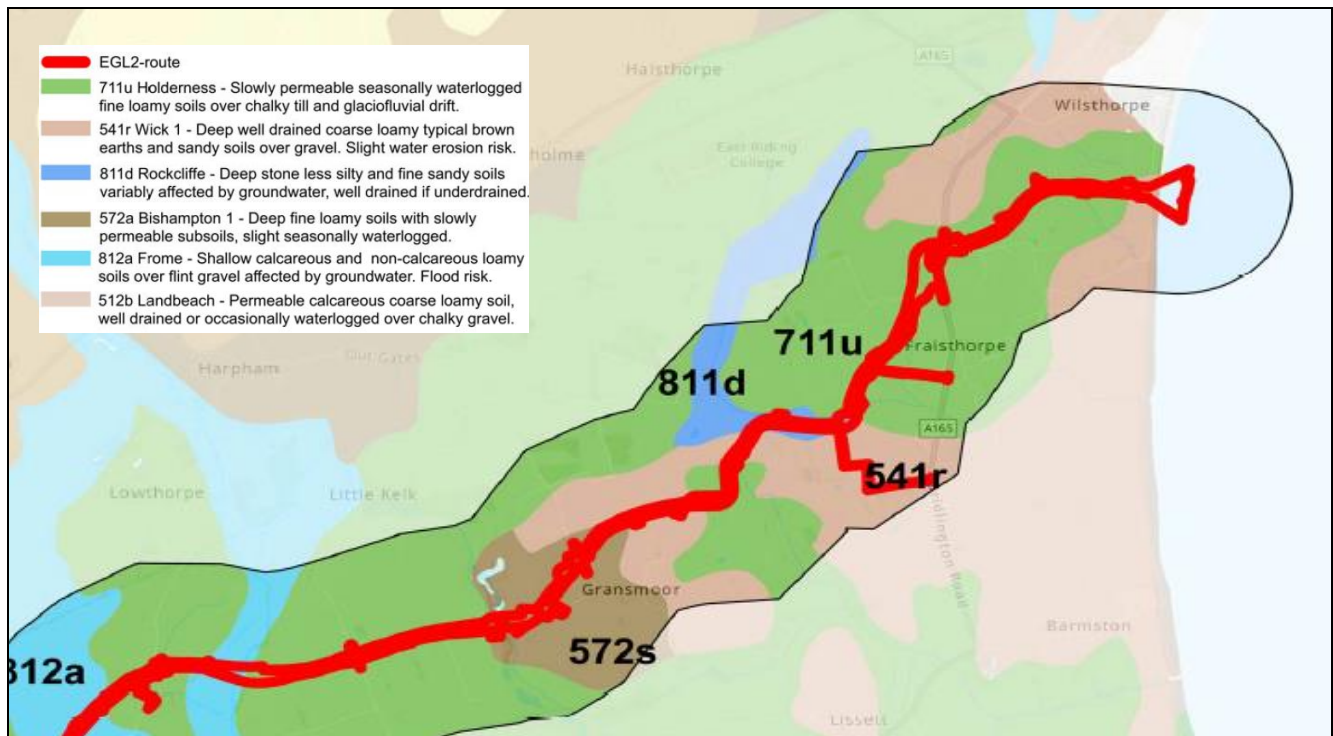 EGL2-route
711u Holderness - Slowly permeable seasonally waterlogged
fine loamy soils over chalky till and glaciofluvial drift.
541r Wick 1 - Deep well drained coarse loamy typical brown
earths and sandy soils over gravel. Slight water erosion risk.
811d Rockcliffe - Deep stone less silty and fine sandy soils
variably affected by groundwater, well drained if underdrained.
572a Bishampton 1 - Deep fine loamy soils with slowly
permeable subsoils, slight seasonally waterlogged.
812a Frome - Shallow calcareous and non-calcareous loamy
soils over flint gravel affected by groundwater. Flood risk.
512b Landbeach - Permeable calcareous coarse loamy soil,
well drained or occasionally waterlogged over chalky gravel.
A165
Haisthorpe
Wilsthorpe
East Riding
College
holme
711u
Fraisthorpe
Harpham
Out Gates
811d
A165
541r
Lowthorpe
Little Kelk
Gransmoor
Barmston
572s
812a
Lissett